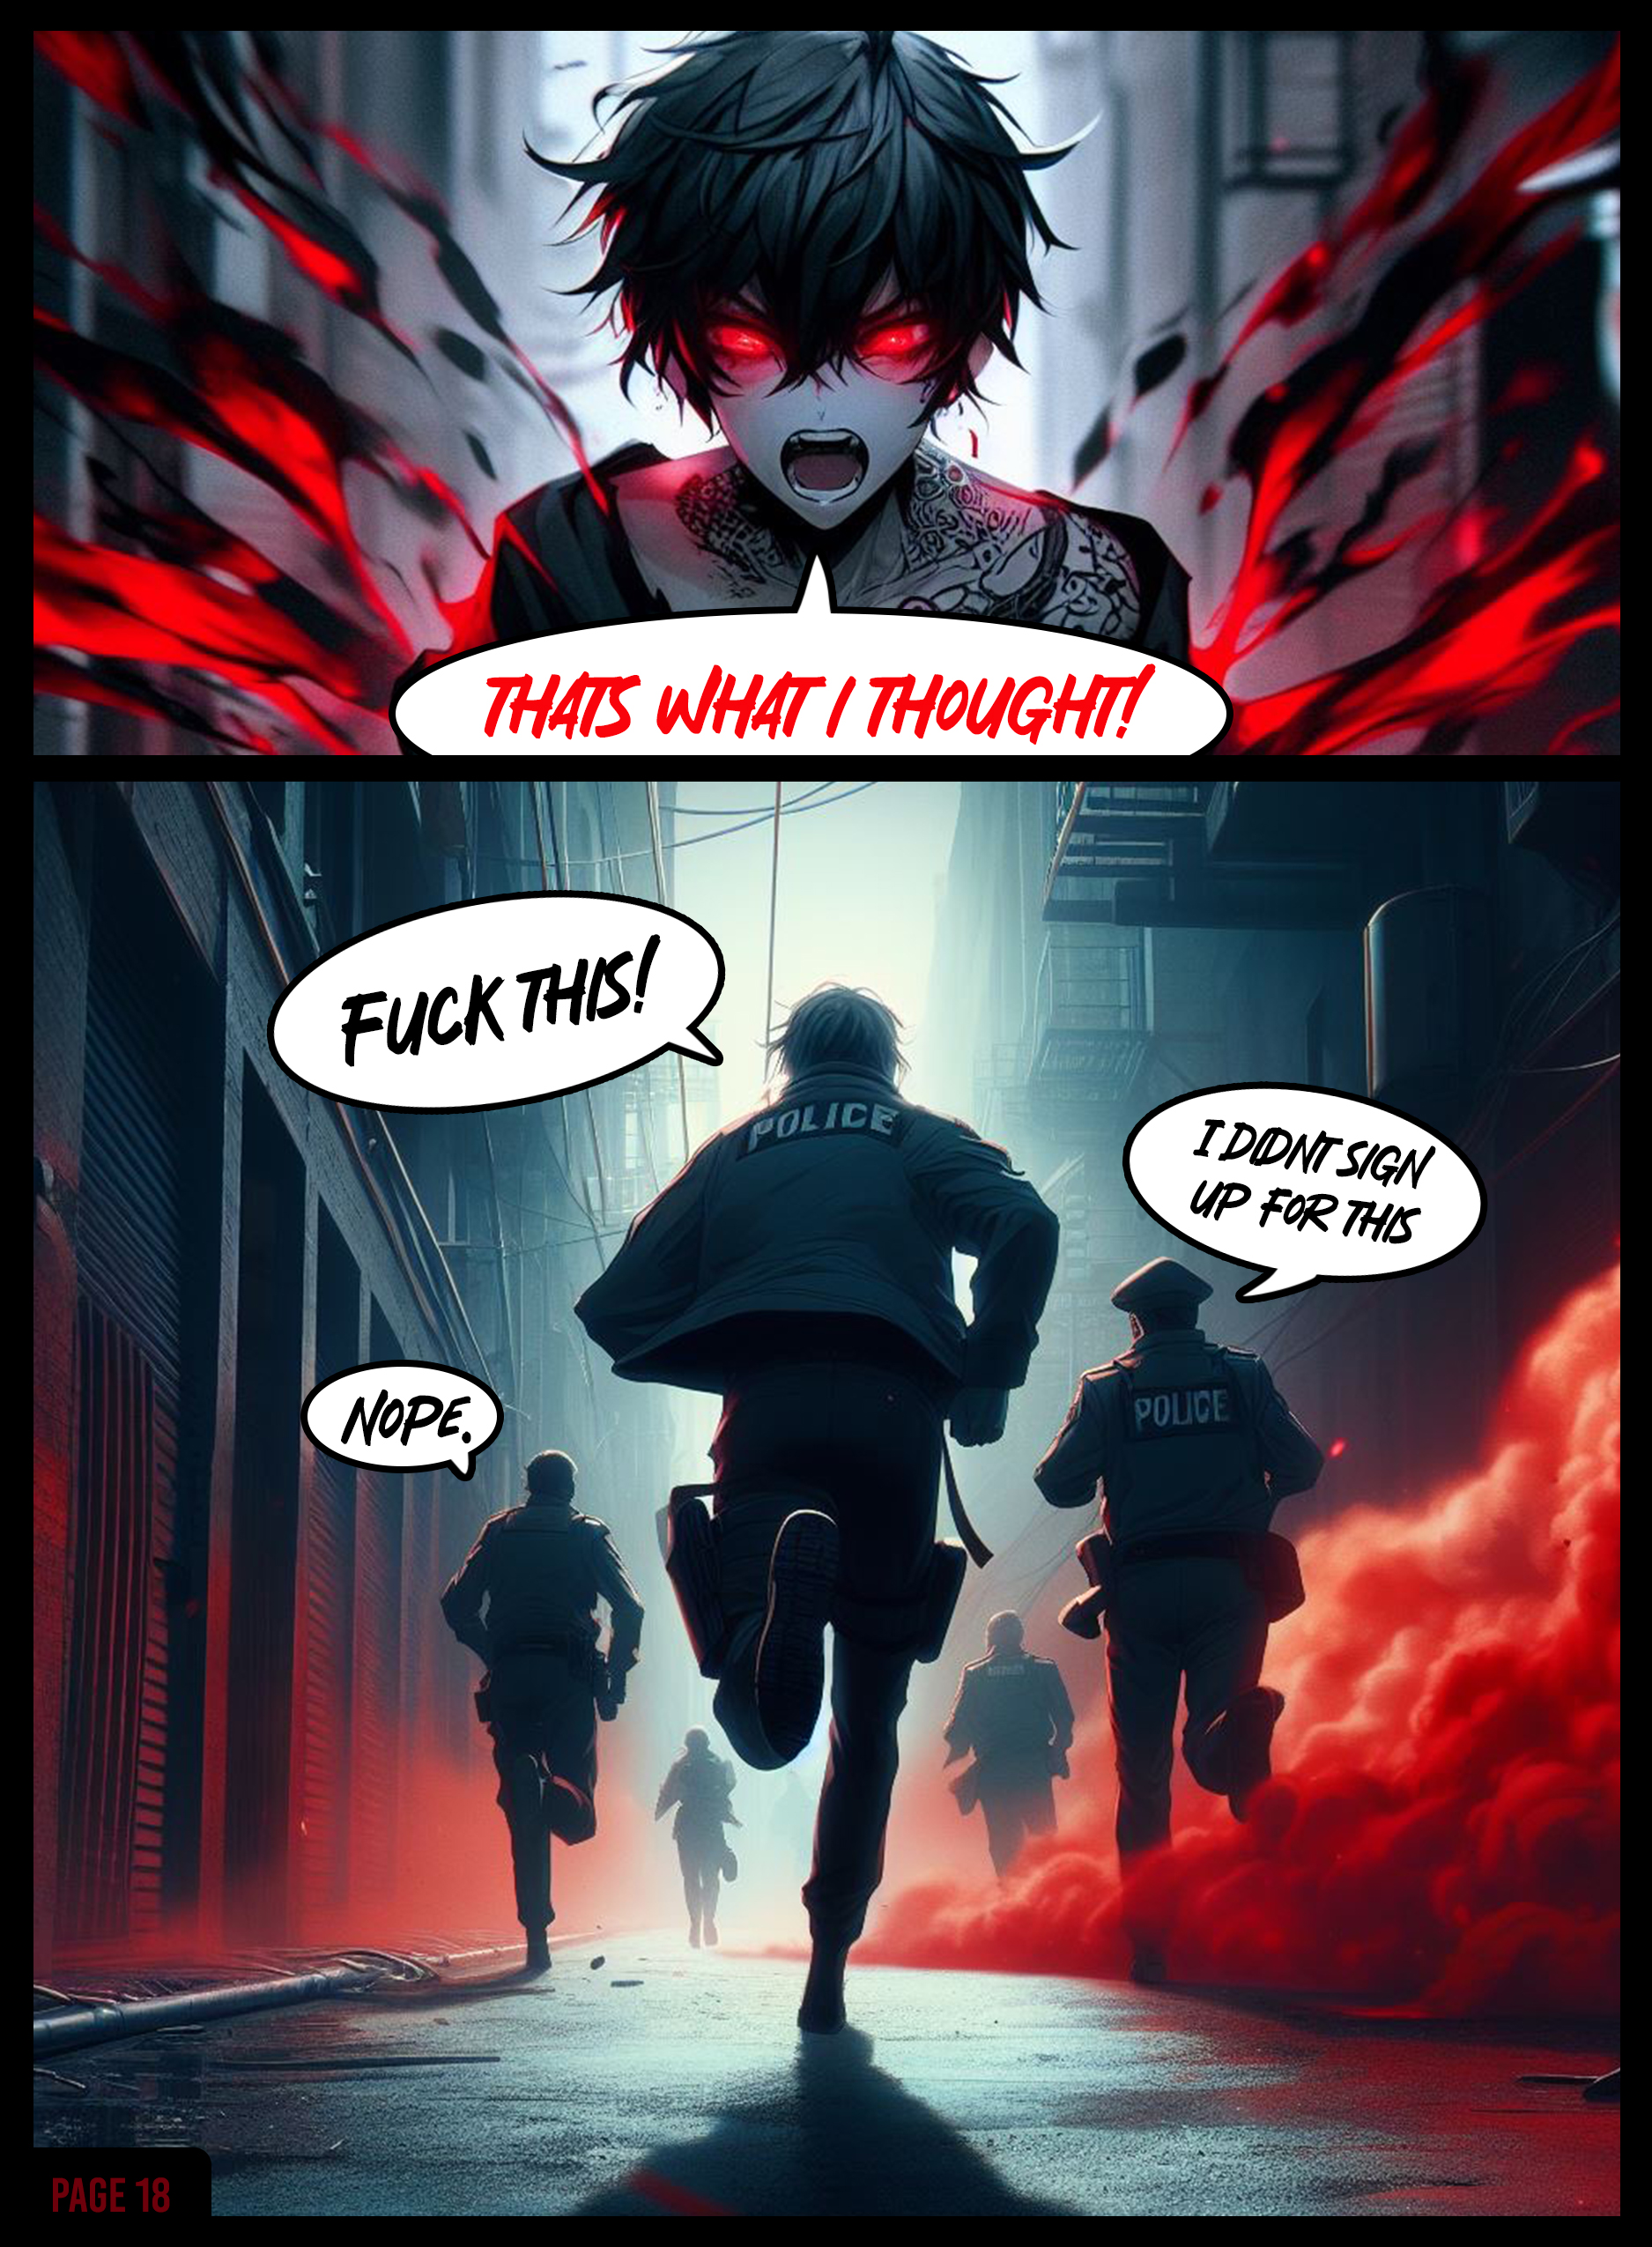 THATS WHAT I THOUGHT!
FUCK THIS!
POLICE
I DIDNT SIGN
UP FOR THIS
POLICE
NOPE.
PAGE 18